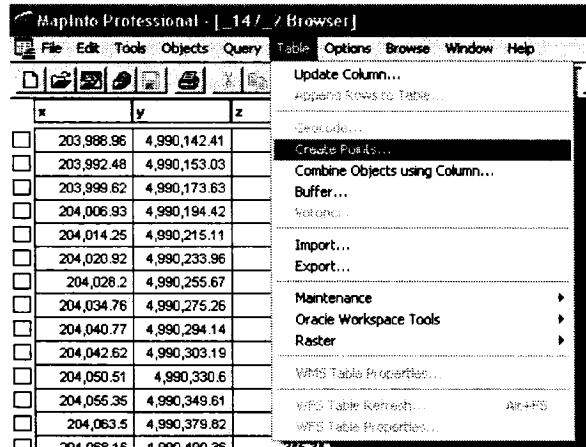 MapInfo Professional - [_147_2 Browser]
File Edit Tools Objects Query Table Options Browse Window Help
Update Column...
Append Rows to Table...
Geocode...
Create Points...
Combine Objects using Column...
Buffer...
Voronoi...
Import...
Export...
Maintenance
Oracle Workspace Tools
Raster
WMS Table Properties...
WFS Table Refresh... Alt+F5
WFS Table Properties...
x y z
203,988.96 4,990,142.41
203,992.48 4,990,153.03
203,999.62 4,990,173.63
204,006.93 4,990,194.42
204,014.25 4,990,215.11
204,020.92 4,990,233.96
204,028.2 4,990,255.67
204,034.76 4,990,275.26
204,040.77 4,990,294.14
204,042.62 4,990,303.19
204,050.51 4,990,330.6
204,055.35 4,990,349.61
204,063.5 4,990,379.82